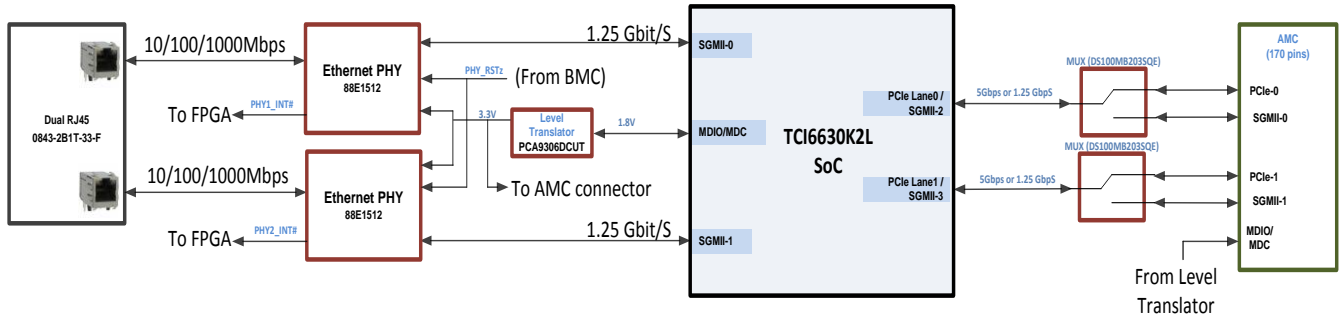 Dual RJ45
0843-2B1T-33-F
10/100/1000Mbps
To FPGA
PHY1_INT#
10/100/1000Mbps
To FPGA
PHY2_INT#
Ethernet PHY
88E1512
Ethernet PHY
88E1512
1.25 Gbit/S
PHY_RSTz
(From BMC)
3.3V
Level
Translator
PCA9306DCUT
1.8V
To AMC connector
1.25 Gbit/S
SGMII-0
MDIO/MDC
SGMII-1
TCI6630K2L
SoC
PCIe Lane0 /
SGMII-2
PCIe Lane1 /
SGMII-3
5Gbps or 1.25 GbpS
MUX (DS100MB203SQE)
5Gbps or 1.25 GbpS
MUX (DS100MB203SQE)
AMC
(170 pins)
PCIe-0
SGMII-0
PCIe-1
SGMII-1
MDIO/
MDC
From Level
Translator